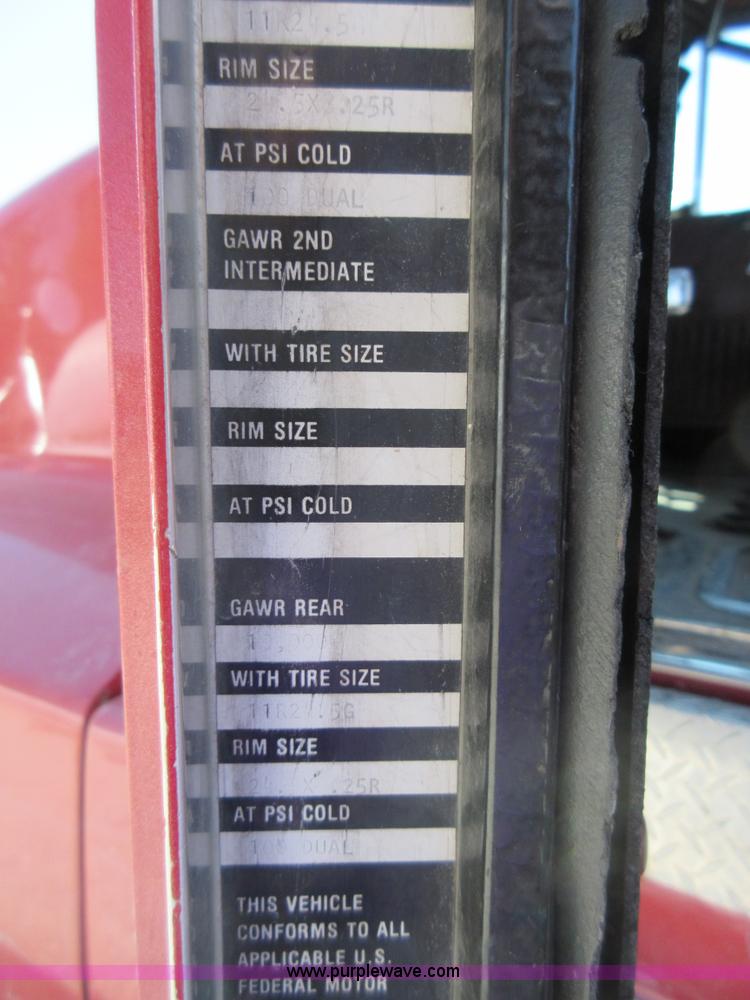 11R24.5
RIM SIZE
AT PSI COLD
DUAL
GAWR 2ND
INTERMEDIATE
WITH TIRE SIZE
RIM SIZE
AT PSI COLD
GAWR REAR
WITH TIRE SIZE
RIM SIZE
AT PSI COLD
DUAL
THIS VEHICLE
CONFORMS TO ALL
APPLICABLE U.S.
www.purplewave.com
FEDERAL MOTOR